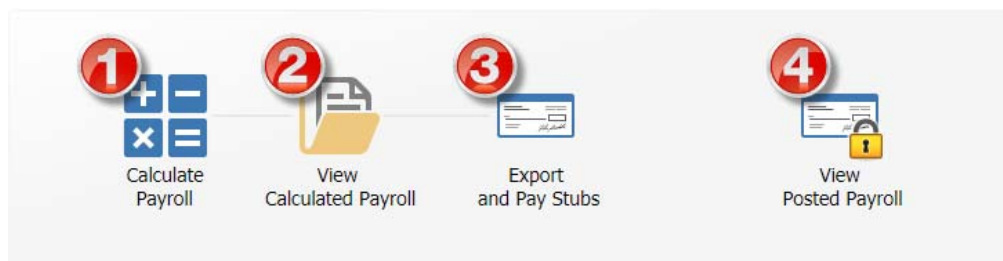 1
2
3
4
Calculate
Payroll
View
Calculated Payroll
Export
and Pay Stubs
View
Posted Payroll